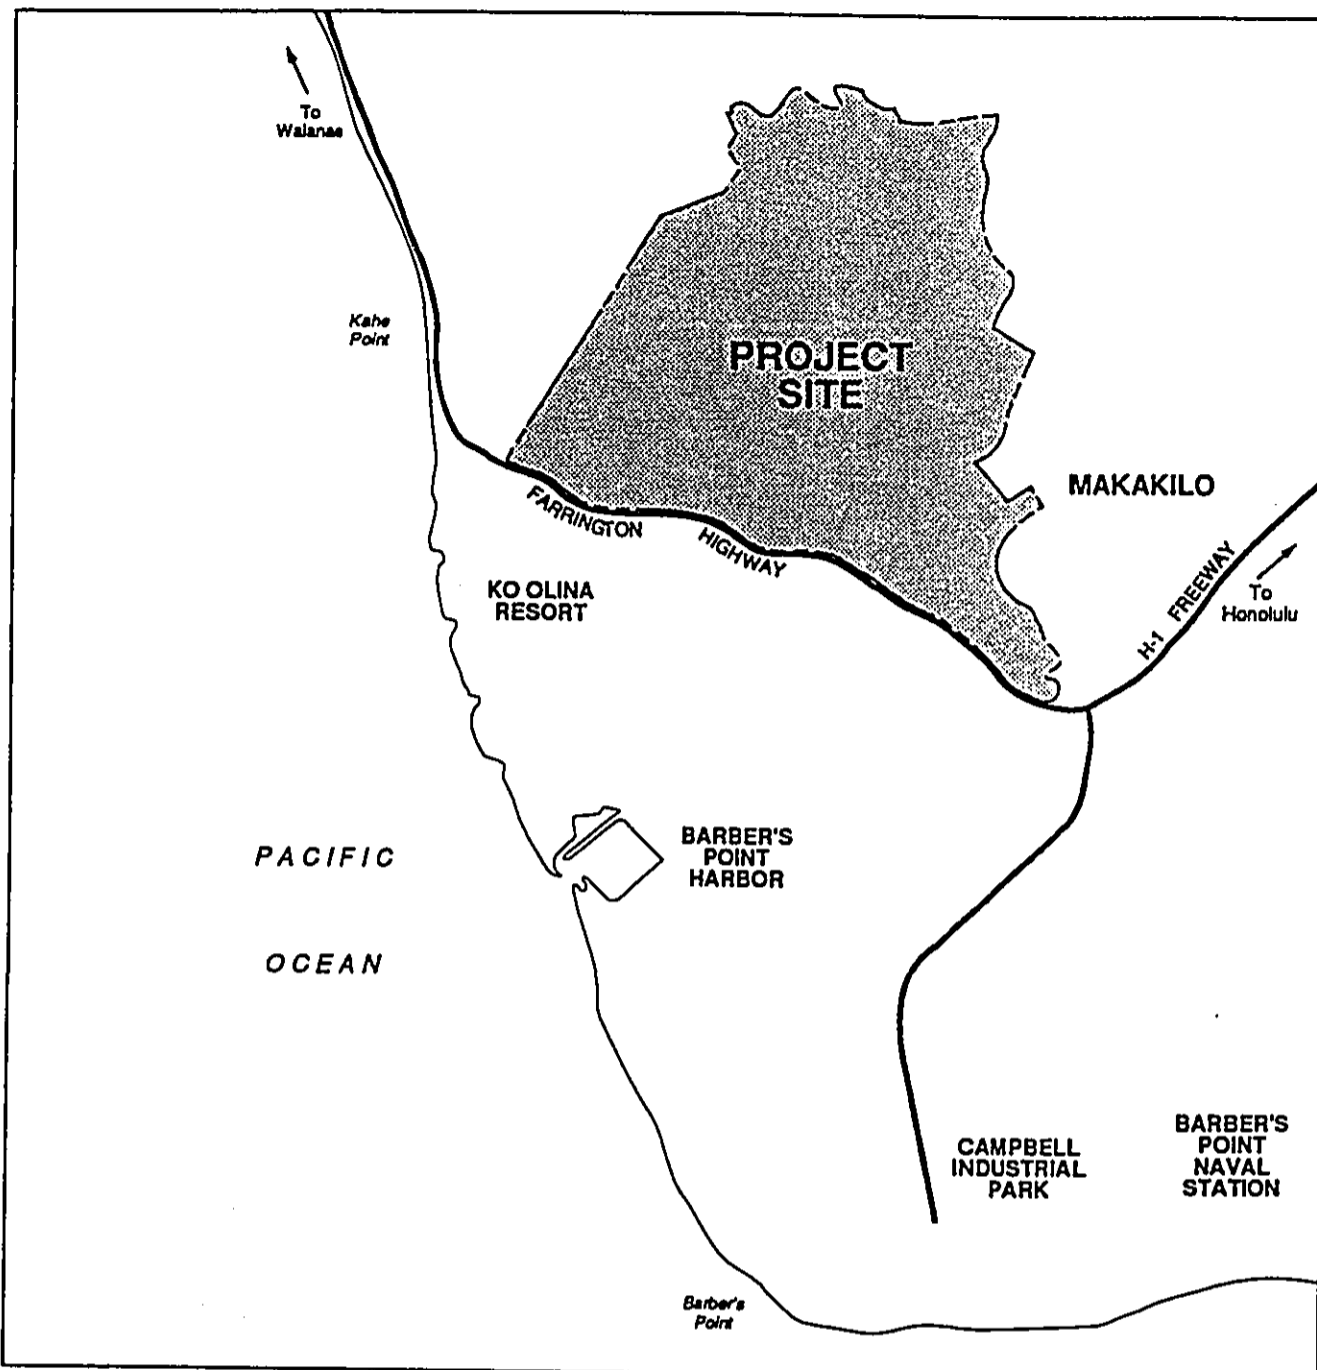 To
Waianae
Kahe
Point
PROJECT
SITE
MAKAKILO
FARRINGTON HIGHWAY
H-1 FREEWAY
To
Honolulu
KO OLINA
RESORT
BARBER'S
POINT
HARBOR
PACIFIC
OCEAN
CAMPBELL
INDUSTRIAL
PARK
BARBER'S
POINT
NAVAL
STATION
Barber's
Point